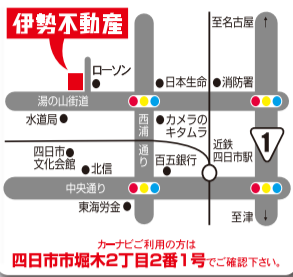 伊勢不動産
至名古屋
ローソン
日本生命
消防署
湯の山街道
水道局
西浦通り
カメラの
キタムラ
1
近鉄
四日市駅
四日市
文化会館
北信
百五銀行
中央通り
東海労金
至津
カーナビご利用の方は
四日市市堀木2丁目2番1号でご確認下さい。